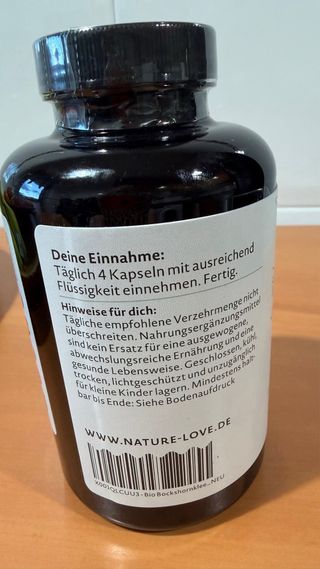 Deine Einnahme:
Täglich 4 Kapseln mit ausreichend
Flüssigkeit einnehmen. Fertig.
Hinweise für dich:
Tägliche empfohlene Verzehrmenge nicht
überschreiten. Nahrungsergänzungsmittel
sind kein Ersatz für eine ausgewogene,
abwechslungsreiche Ernährung und eine
gesunde Lebensweise. Geschlossen, kühl,
trocken, lichtgeschützt und unzugänglich
für kleine Kinder lagern. Mindestens halt-
bar bis Ende: Siehe Bodenaufdruck
WWW.NATURE-LOVE.DE
X001QLCUU3 - Bio Bockshornklee_NEU